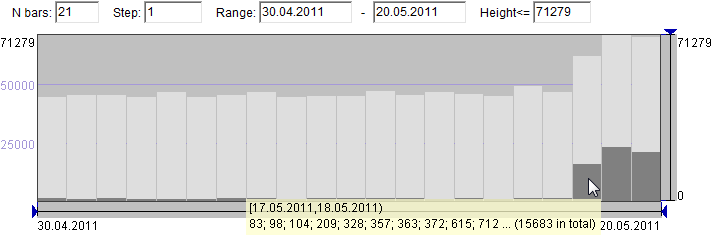 N bars: 21 Step: 1 Range: 30.04.2011 - 20.05.2011 Height<= 71279
71279 71279
50000
25000
0
[17.05.2011,18.05.2011)
30.04.2011 83; 98; 104; 209; 328; 357; 363; 372; 615; 712 ... (15683 in total) 20.05.2011